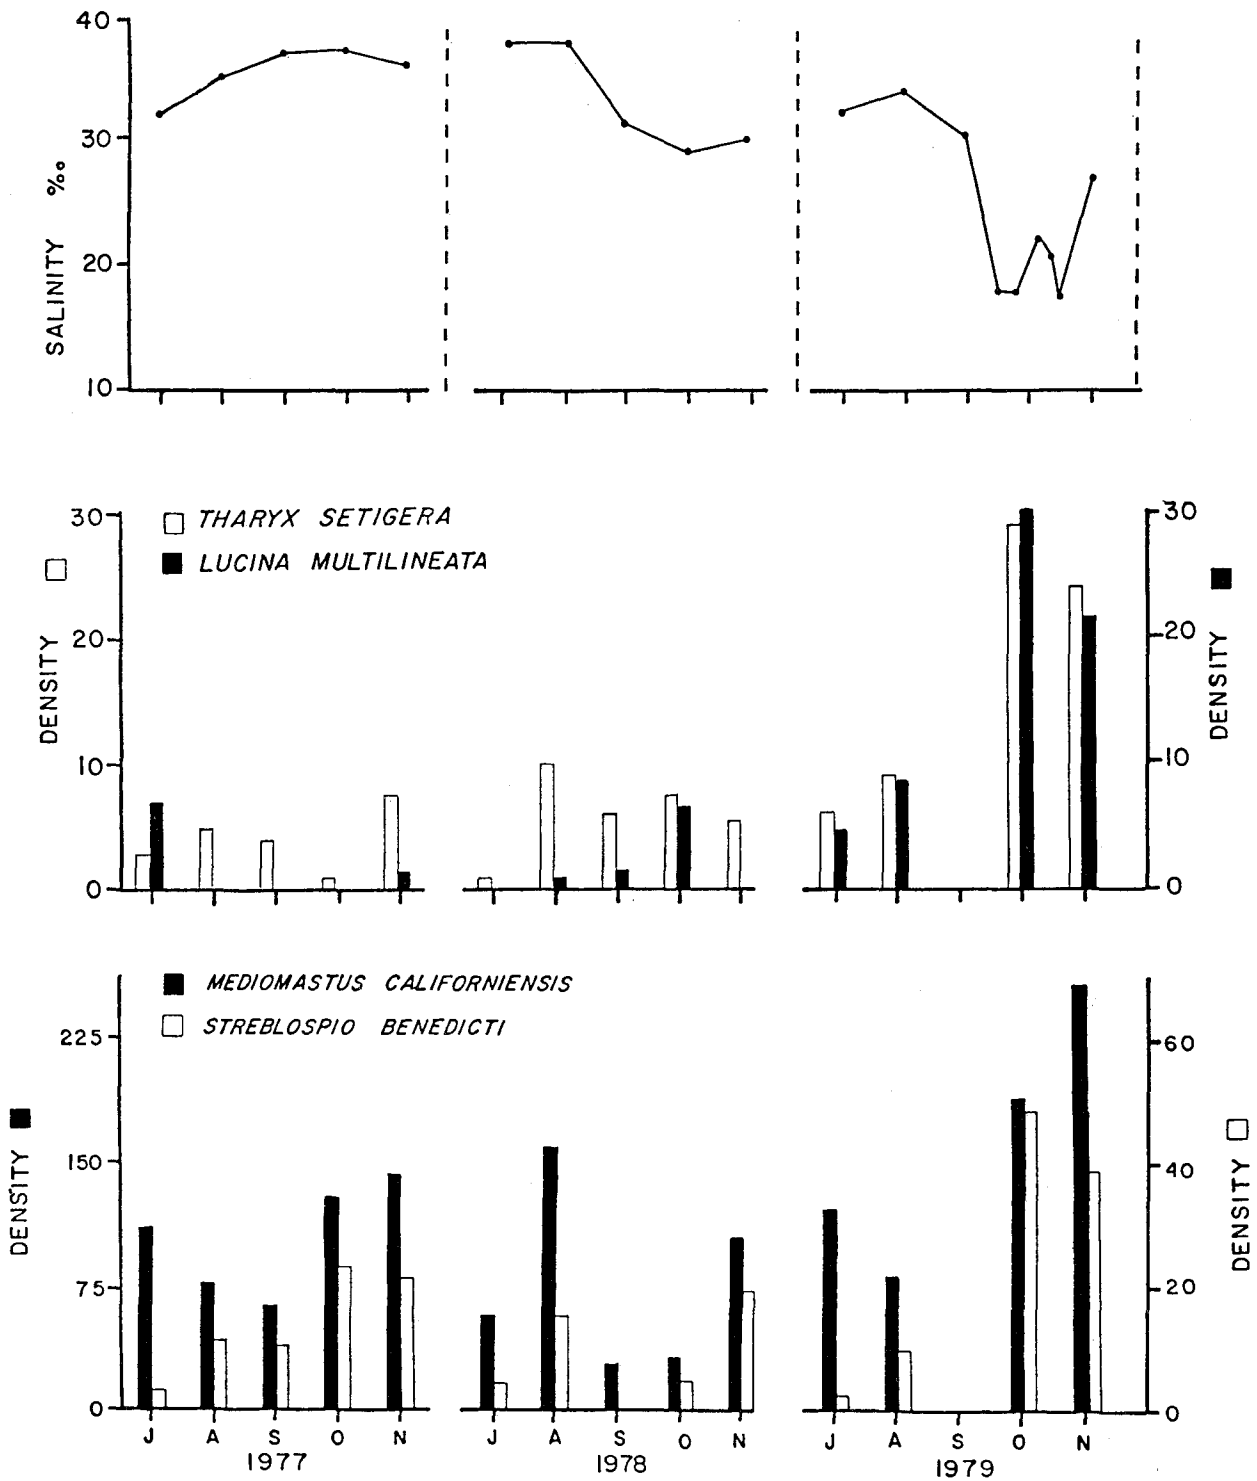 40
30
20
10
SALINITY ‰
30
20
10
0
DENSITY
THARYX SETIGERA
LUCINA MULTILINEATA
30
20
10
0
DENSITY
225
150
75
0
DENSITY
MEDIOMASTUS CALIFORNIENSIS
STREBLOSPIO BENEDICTI
60
40
20
0
DENSITY
J A S O N J A S O N J A S O N
1977 1978 1979